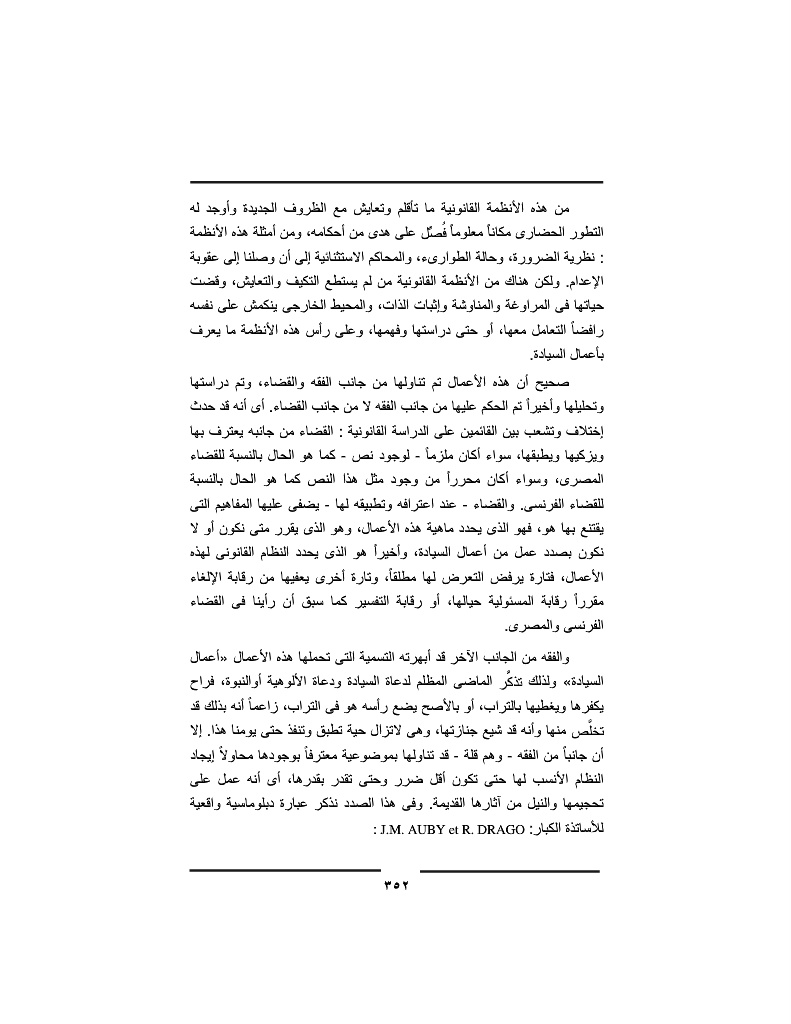 من هذه الأنظمة القانونية ما تأقلم وتعايش مع الظروف الجديدة وأوجد له
التطور الحضارى مكاناً معلوماً فُصِّل على هدى من أحكامه، ومن أمثلة هذه الأنظمة
: نظرية الضرورة، وحالة الطوارىء، والمحاكم الاستثنائية إلى أن وصلنا إلى عقوبة
الإعدام. ولكن هناك من الأنظمة القانونية من لم يستطع التكيف والتعايش، وقضت
حياتها فى المراوغة والمناوشة وإثبات الذات، والمحيط الخارجى ينكمش على نفسه
رافضاً التعامل معها، أو حتى دراستها وفهمها، وعلى رأس هذه الأنظمة ما يعرف
بأعمال السيادة.
صحيح أن هذه الأعمال تم تناولها من جانب الفقه والقضاء، وتم دراستها
وتحليلها وأخيراً تم الحكم عليها من جانب الفقه لا من جانب القضاء. أى أنه قد حدث
إختلاف وتشعب بين القائمين على الدراسة القانونية : القضاء من جانبه يعترف بها
ويزكيها ويطبقها، سواء أكان ملزماً - لوجود نص - كما هو الحال بالنسبة للقضاء
المصرى، وسواء أكان محرراً من وجود مثل هذا النص كما هو الحال بالنسبة
للقضاء الفرنسى. والقضاء - عند اعترافه وتطبيقه لها - يضفى عليها المفاهيم التى
يقتنع بها هو، فهو الذى يحدد ماهية هذه الأعمال، وهو الذى يقرر متى نكون أو لا
نكون بصدد عمل من أعمال السيادة، وأخيراً هو الذى يحدد النظام القانونى لهذه
الأعمال، فتارة يرفض التعرض لها مطلقاً، وتارة أخرى يعفيها من رقابة الإلغاء
مقرراً رقابة المسئولية حيالها، أو رقابة التفسير كما سبق أن رأينا فى القضاء
الفرنسى والمصرى.
والفقه من الجانب الآخر قد أبهرته التسمية التى تحملها هذه الأعمال «أعمال
السيادة» ولذلك تذكَّر الماضى المظلم لدعاة السيادة ودعاة الألوهية أوالنبوة، فراح
يكفرها ويغطيها بالتراب، أو بالأصح يضع رأسه هو فى التراب، زاعماً أنه بذلك قد
تخلَّص منها وأنه قد شيع جنازتها، وهى لاتزال حية تطبق وتنفذ حتى يومنا هذا. إلا
أن جانباً من الفقه - وهم قلة - قد تناولها بموضوعية معترفاً بوجودها محاولاً إيجاد
النظام الأنسب لها حتى تكون أقل ضرر وحتى تقدر بقدرها، أى أنه عمل على
تحجيمها والنيل من آثارها القديمة. وفى هذا الصدد نذكر عبارة دبلوماسية واقعية
للأساتذة الكبار: J.M. AUBY et R. DRAGO :
٣٥٢